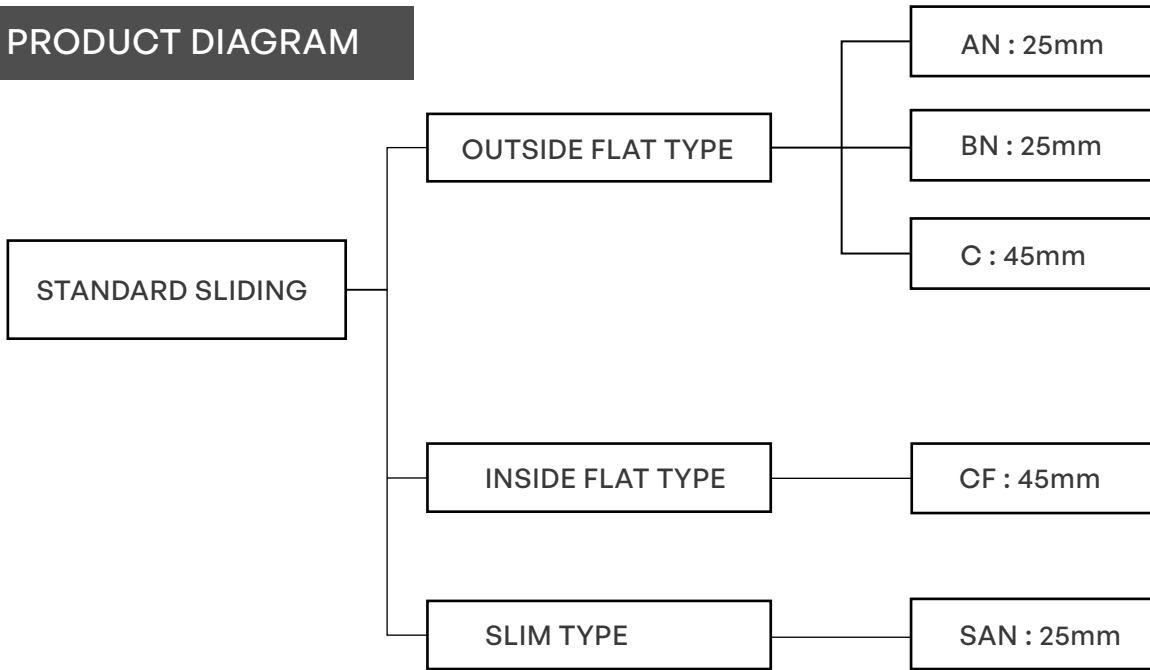 PRODUCT DIAGRAM
STANDARD SLIDING
OUTSIDE FLAT TYPE
AN : 25mm
BN : 25mm
C : 45mm
INSIDE FLAT TYPE
CF : 45mm
SLIM TYPE
SAN : 25mm